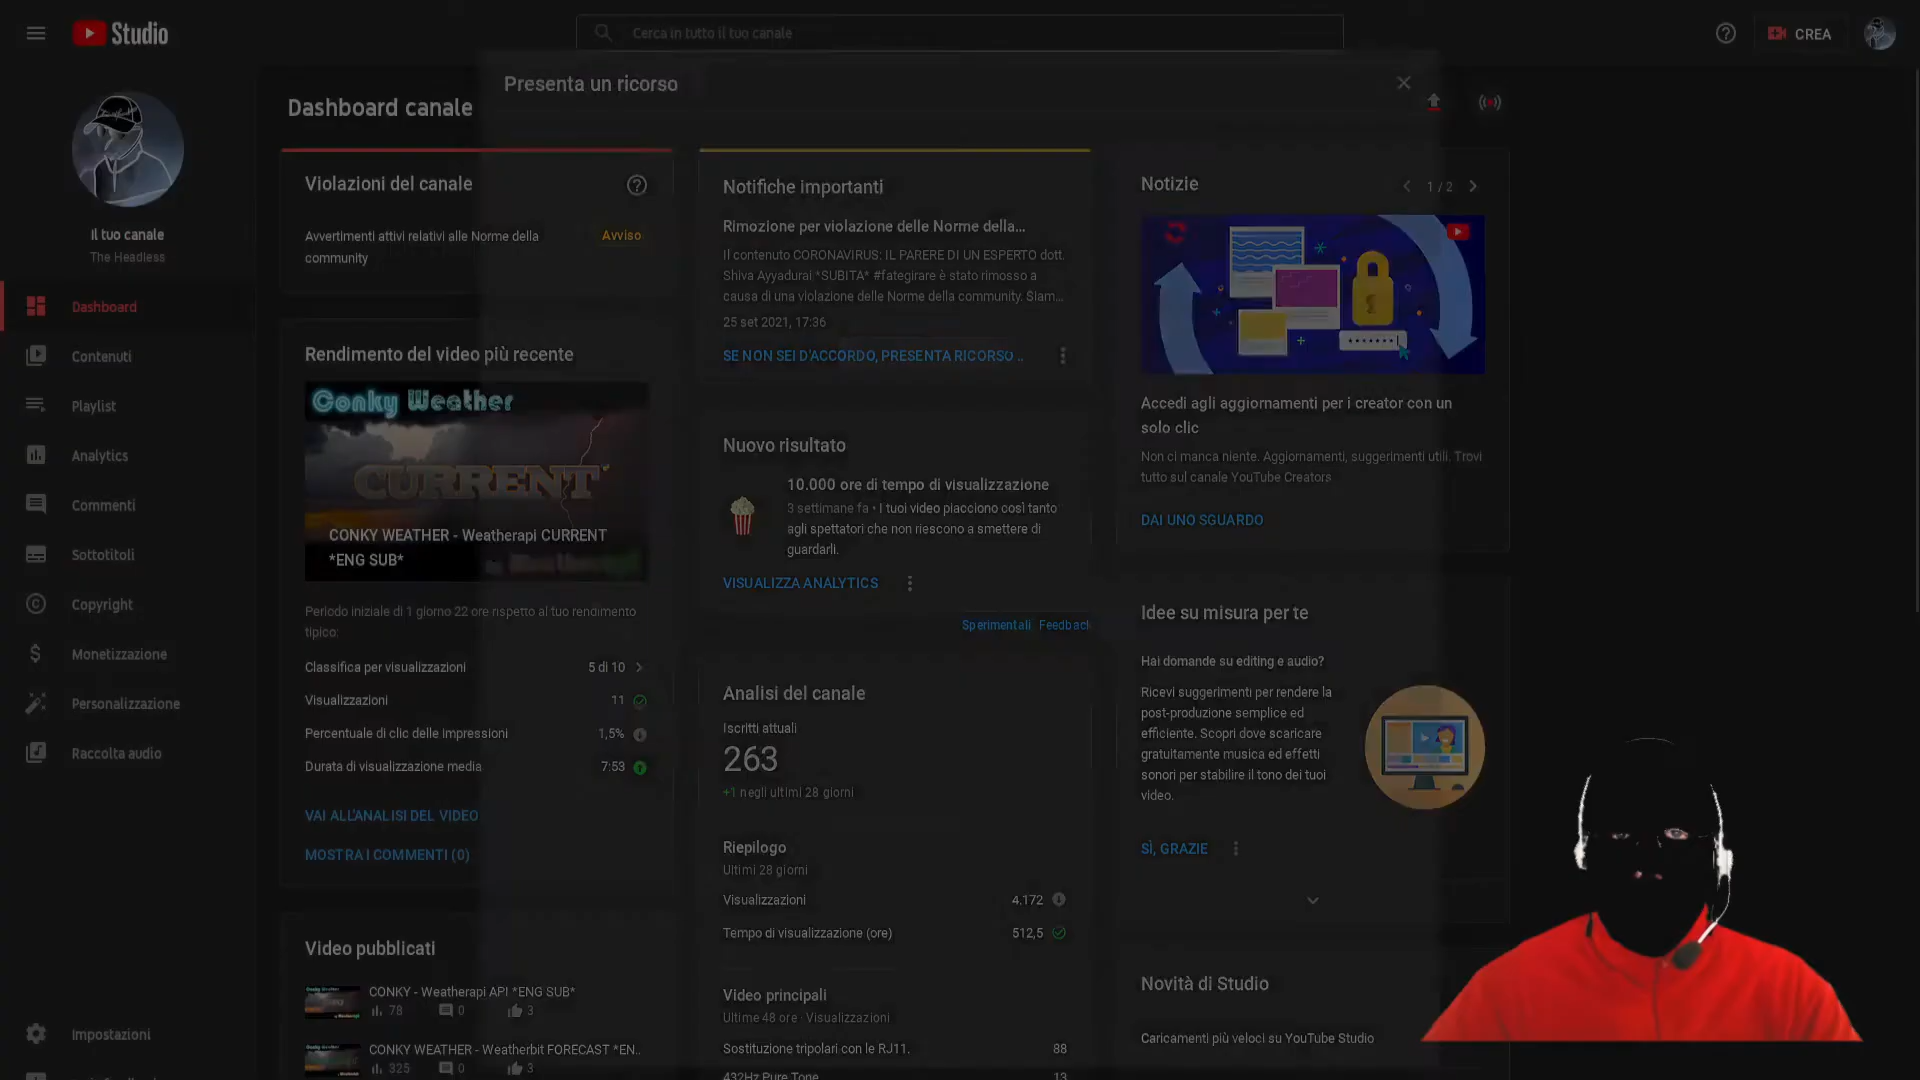 Studio
Cerca in tutto il tuo canale
CREA
Presenta un ricorso
Dashboard canale
Il tuo canale
The Headless
Dashboard
Contenuti
Playlist
Analytics
Commenti
Sottotitoli
Copyright
Monetizzazione
Personalizzazione
Raccolta audio
Impostazioni
Violazioni del canale
Avvertimenti attivi relativi alle Norme della
community
Avviso
Rendimento del video più recente
Conky Weather
CURRENT
CONKY WEATHER - Weatherapi CURRENT
*ENG SUB*
Periodo iniziale di 1 giorno 22 ore rispetto al tuo rendimento
tipico:
Classifica per visualizzazioni 5 di 10
Visualizzazioni 11
Percentuale di clic delle impressioni 1,5%
Durata di visualizzazione media 7:53
VAI ALL'ANALISI DEL VIDEO
MOSTRA I COMMENTI (0)
Video pubblicati
CONKY - Weatherapi API *ENG SUB*
78 0 3
CONKY WEATHER - Weatherbit FORECAST *EN..
325 0 3
Notifiche importanti
Rimozione per violazione delle Norme della...
Il contenuto CORONAVIRUS: IL PARERE DI UN ESPERTO dott.
Shiva Ayyadurai *SUBITA* #fategirare è stato rimosso a
causa di una violazione delle Norme della community. Siam...
25 set 2021, 17:36
SE NON SEI D'ACCORDO, PRESENTA RICORSO ..
Nuovo risultato
10.000 ore di tempo di visualizzazione
3 settimane fa • I tuoi video piacciono così tanto
agli spettatori che non riescono a smettere di
guardarli.
VISUALIZZA ANALYTICS
Sperimentali Feedback
Analisi del canale
Iscritti attuali
263
+1 negli ultimi 28 giorni
Riepilogo
Ultimi 28 giorni
Visualizzazioni 4.172
Tempo di visualizzazione (ore) 512,5
Video principali
Ultime 48 ore · Visualizzazioni
Sostituzione tripolari con le RJ11. 88
432Hz Pure Tone 13
Notizie
1 / 2
Accedi agli aggiornamenti per i creator con un
solo clic
Non ci manca niente. Aggiornamenti, suggerimenti utili. Trovi
tutto sul canale YouTube Creators
DAI UNO SGUARDO
Idee su misura per te
Hai domande su editing e audio?
Ricevi suggerimenti per rendere la
post-produzione semplice ed
efficiente. Scopri dove scaricare
gratuitamente musica ed effetti
sonori per stabilire il tono dei tuoi
video.
SÌ, GRAZIE
Novità di Studio
Caricamenti più veloci su YouTube Studio